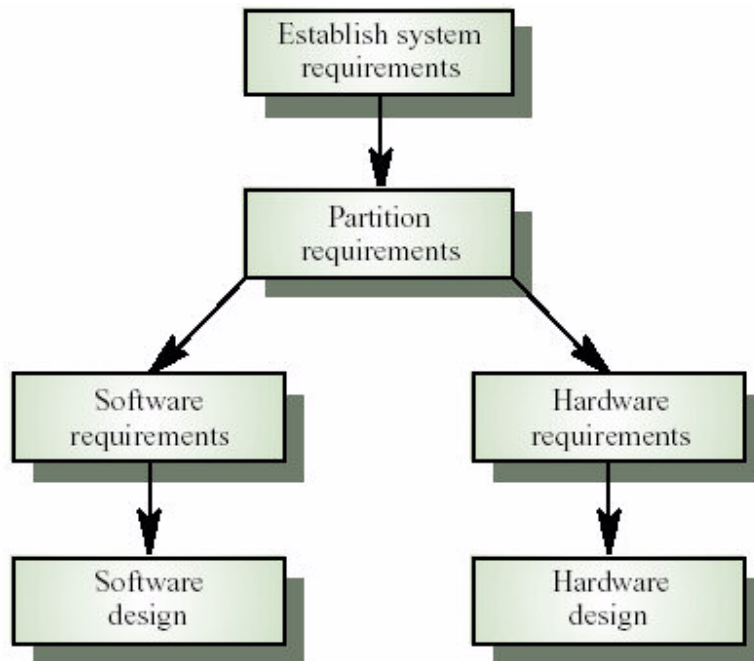 Establish system
requirements
Partition
requirements
Software
requirements
Hardware
requirements
Software
design
Hardware
design